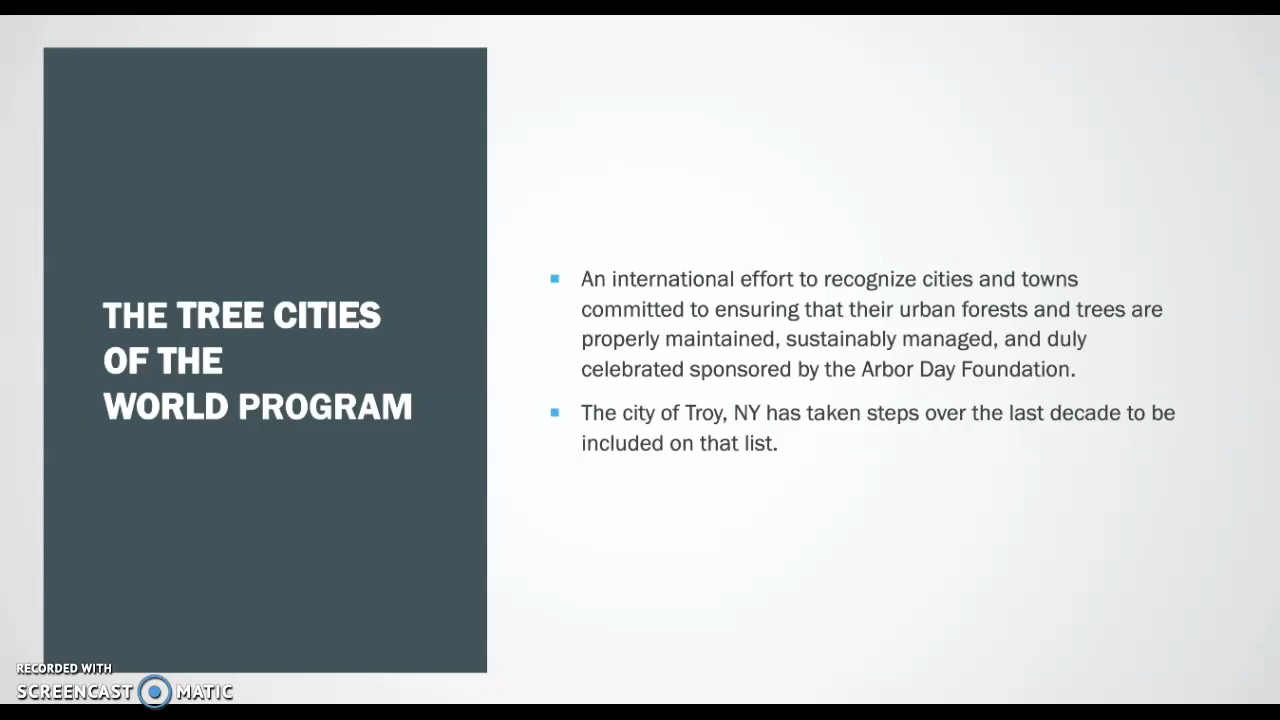 THE TREE CITIES
OF THE
WORLD PROGRAM
An international effort to recognize cities and towns
committed to ensuring that their urban forests and trees are
properly maintained, sustainably managed, and duly
celebrated sponsored by the Arbor Day Foundation.
The city of Troy, NY has taken steps over the last decade to be
included on that list.
RECORDED WITH
SCREENCAST MATIC